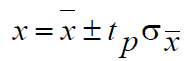 x = x̅ ± t_p σ_x̅